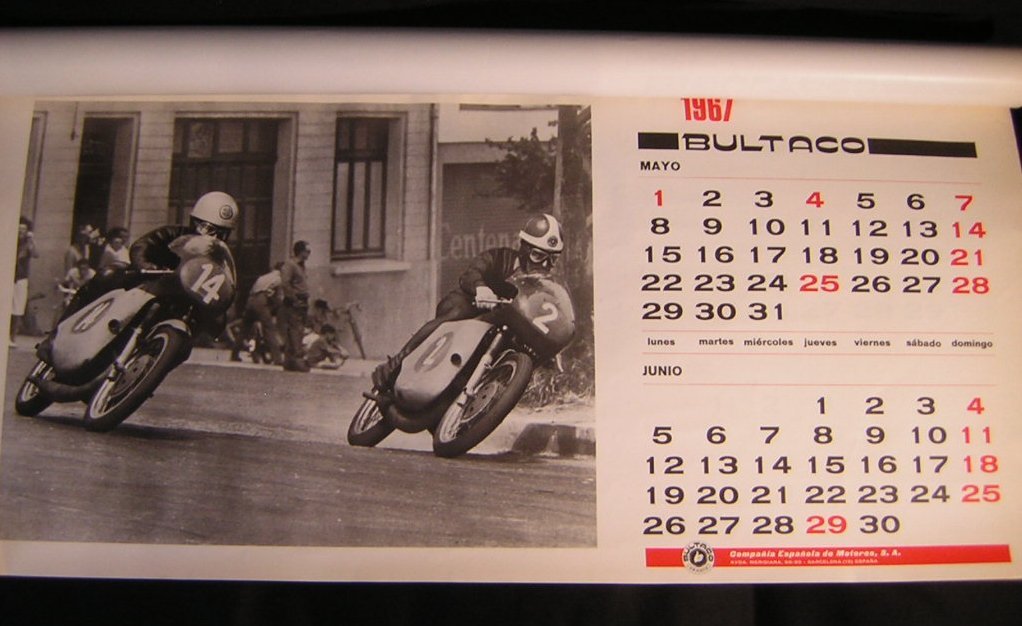 1967
BULTACO
MAYO
1 2 3 4 5 6 7
8 9 10 11 12 13 14
15 16 17 18 19 20 21
22 23 24 25 26 27 28
29 30 31
lunes martes miércoles jueves viernes sábado domingo
JUNIO
1 2 3 4
5 6 7 8 9 10 11
12 13 14 15 16 17 18
19 20 21 22 23 24 25
26 27 28 29 30
BULTACO
Compañia Española de Motores, S. A.
AVDA. MERIDIANA, - BARCELONA (13) ESPAÑA
14
2
Centena